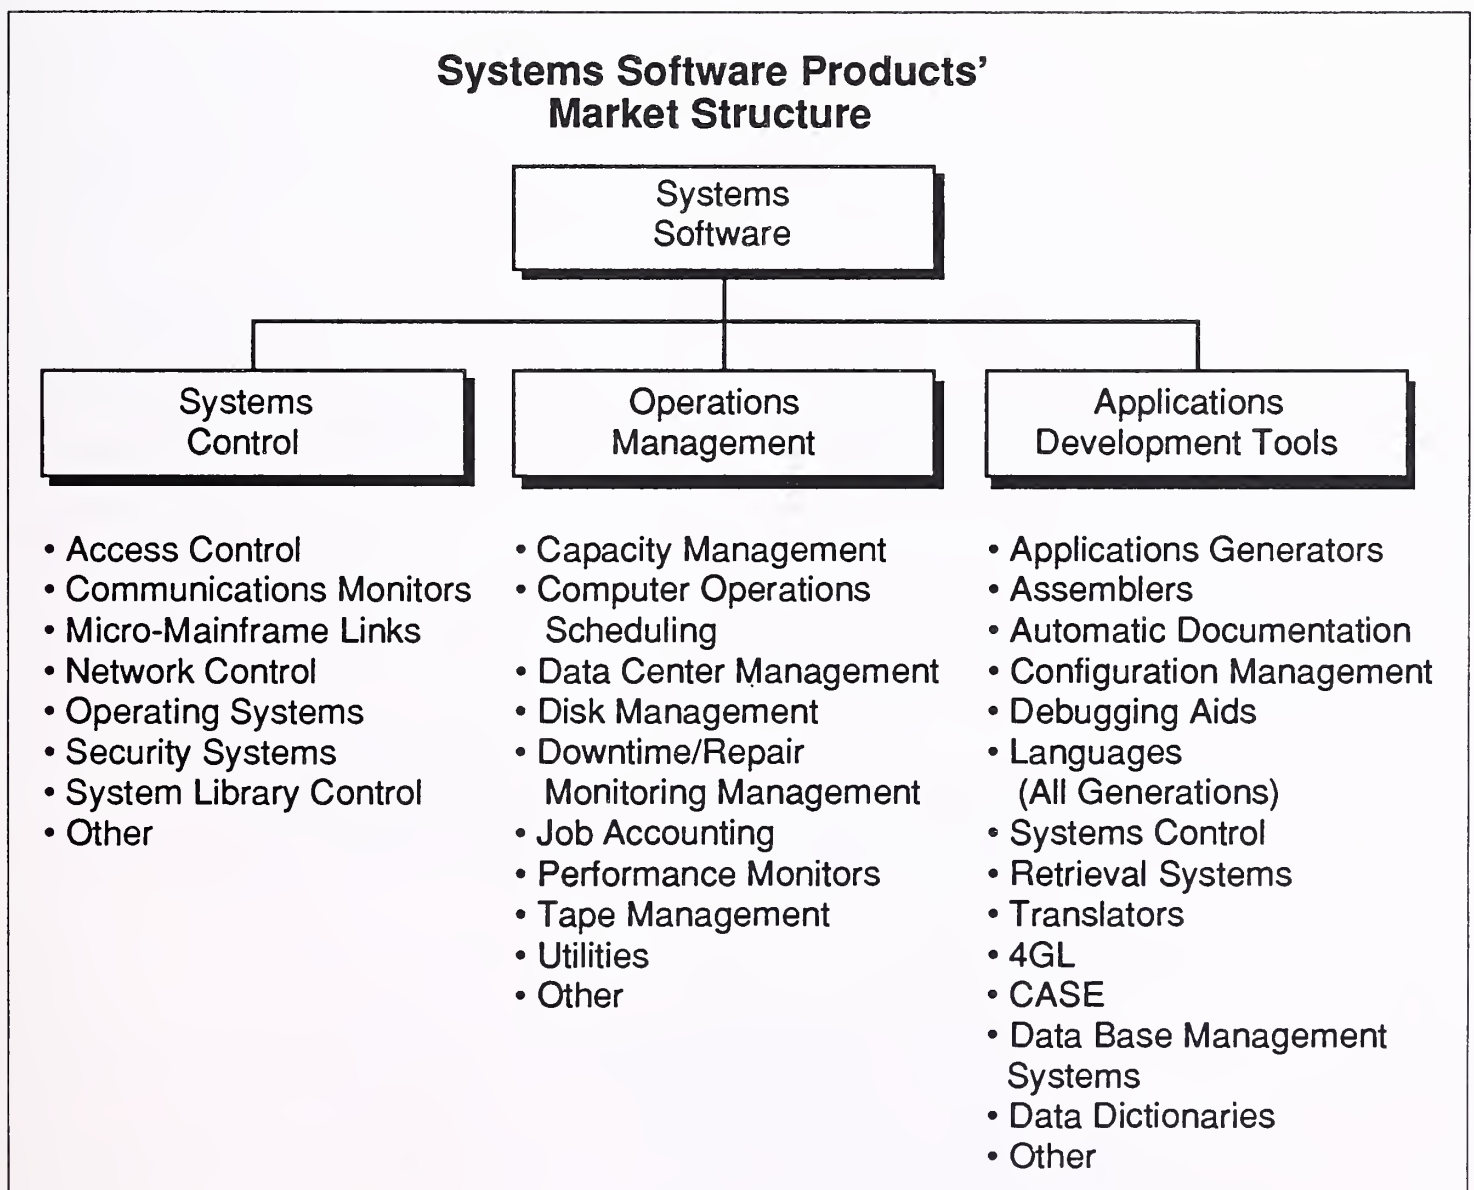 Systems Software Products'
Market Structure
Systems
Software
Systems
Control
Operations
Management
Applications
Development Tools
• Access Control
• Communications Monitors
• Micro-Mainframe Links
• Network Control
• Operating Systems
• Security Systems
• System Library Control
• Other
• Capacity Management
• Computer Operations
Scheduling
• Data Center Management
• Disk Management
• Downtime/Repair
Monitoring Management
• Job Accounting
• Performance Monitors
• Tape Management
• Utilities
• Other
• Applications Generators
• Assemblers
• Automatic Documentation
• Configuration Management
• Debugging Aids
• Languages
(All Generations)
• Systems Control
• Retrieval Systems
• Translators
• 4GL
• CASE
• Data Base Management
Systems
• Data Dictionaries
• Other